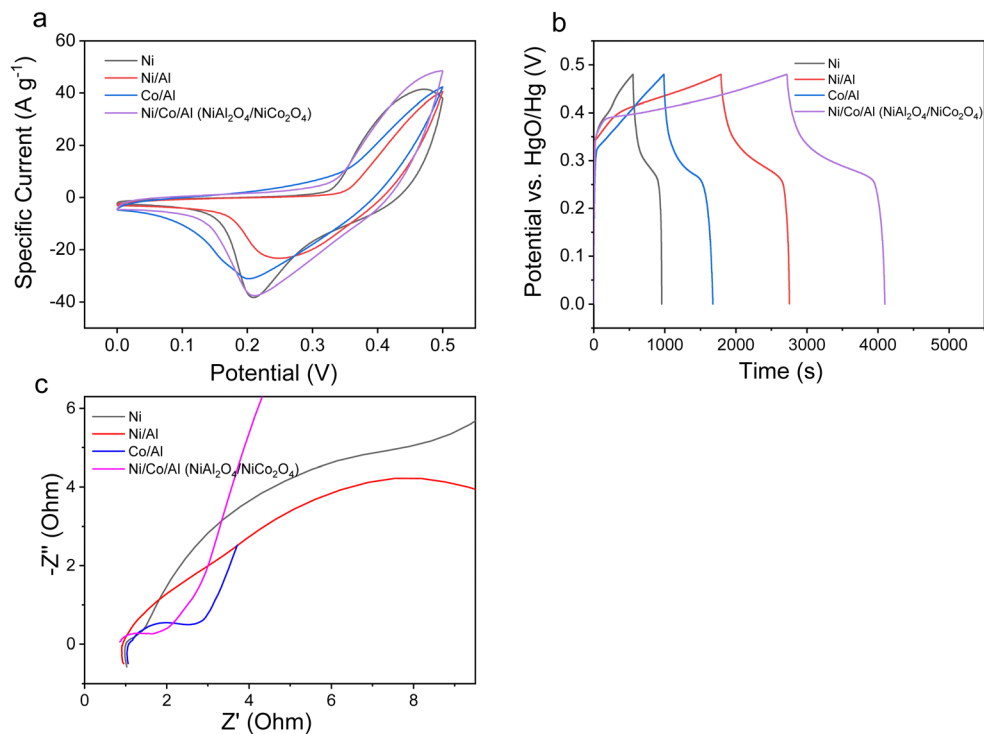 a
60
40
20
0
-20
-40
Specific Current (A g⁻¹)
Ni
Ni/Al
Co/Al
Ni/Co/Al (NiAl₂O₄/NiCo₂O₄)
0.0 0.1 0.2 0.3 0.4 0.5
Potential (V)
b
0.5
0.4
0.3
0.2
0.1
0.0
Potential vs. HgO/Hg (V)
Ni
Ni/Al
Co/Al
Ni/Co/Al (NiAl₂O₄/NiCo₂O₄)
0 1000 2000 3000 4000 5000
Time (s)
c
6
4
2
0
-Z'' (Ohm)
Ni
Ni/Al
Co/Al
Ni/Co/Al (NiAl₂O₄/NiCo₂O₄)
0 2 4 6 8
Z' (Ohm)